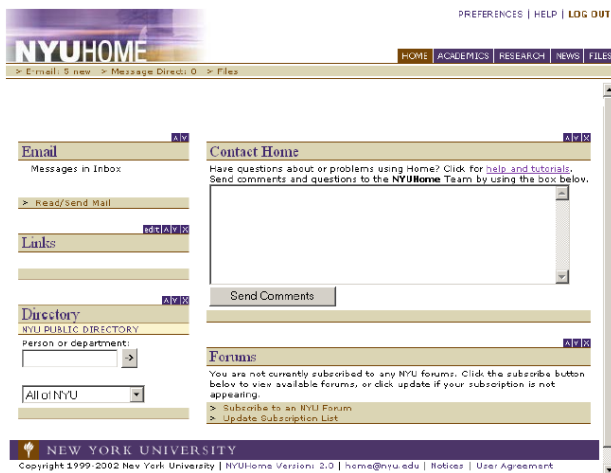 PREFERENCES | HELP | LOG OUT
NYUHOME
HOME ACADEMICS RESEARCH NEWS FILES
> E-mail: 5 new > Message Direct: 0 > Files
Email
Messages in Inbox
> Read/Send Mail
edit
Links
Directory
NYU PUBLIC DIRECTORY
Person or department:
All of NYU
Contact Home
Have questions about or problems using Home? Click for help and tutorials.
Send comments and questions to the NYUHome Team by using the box below.
Send Comments
Forums
You are not currently subscribed to any NYU forums. Click the subscribe button
below to view available forums, or click update if your subscription is not
appearing.
> Subscribe to an NYU Forum
> Update Subscription List
NEW YORK UNIVERSITY
Copyright 1999-2002 New York University | NYUHome Version: 2.0 | home@nyu.edu | Notices | User Agreement